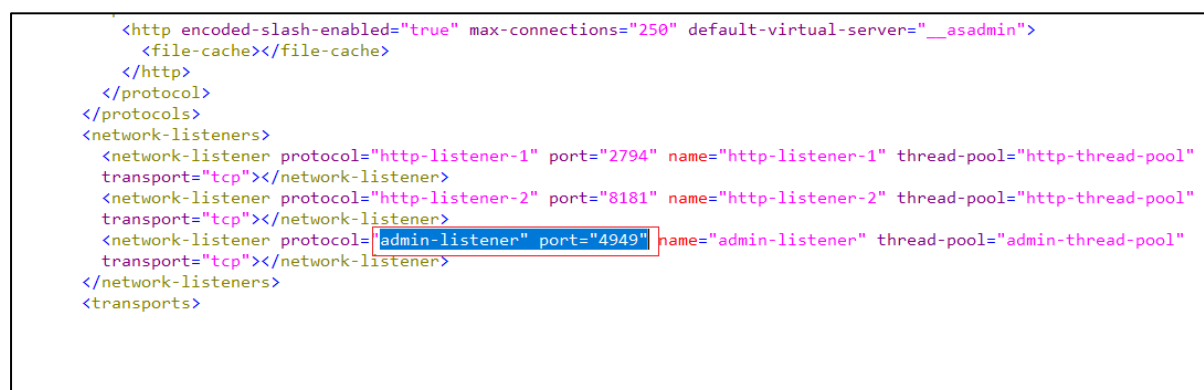 <http encoded-slash-enabled="true" max-connections="250" default-virtual-server="__asadmin">
<file-cache></file-cache>
</http>
</protocol>
</protocols>
<network-listeners>
<network-listener protocol="http-listener-1" port="2794" name="http-listener-1" thread-pool="http-thread-pool"
transport="tcp"></network-listener>
<network-listener protocol="http-listener-2" port="8181" name="http-listener-2" thread-pool="http-thread-pool"
transport="tcp"></network-listener>
<network-listener protocol="admin-listener" port="4949" name="admin-listener" thread-pool="admin-thread-pool"
transport="tcp"></network-listener>
</network-listeners>
<transports>